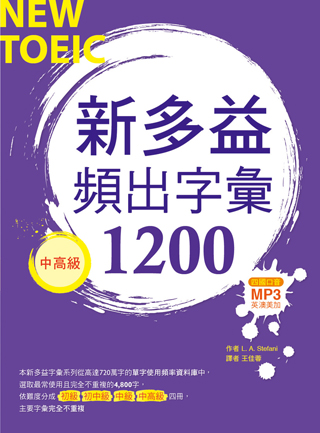 NEW
TOEIC
新多益
頻出字彙
1200
中高級
四國口音
MP3
英澳美加
作者 L. A. Stefani
譯者 王佳蓉
本新多益字彙系列從高達720萬字的單字使用頻率資料庫中，
選取最常使用且完全不重複的4,800字，
依難度分成 初級 初中級 中級 中高級 四冊，
主要字彙完全不重複